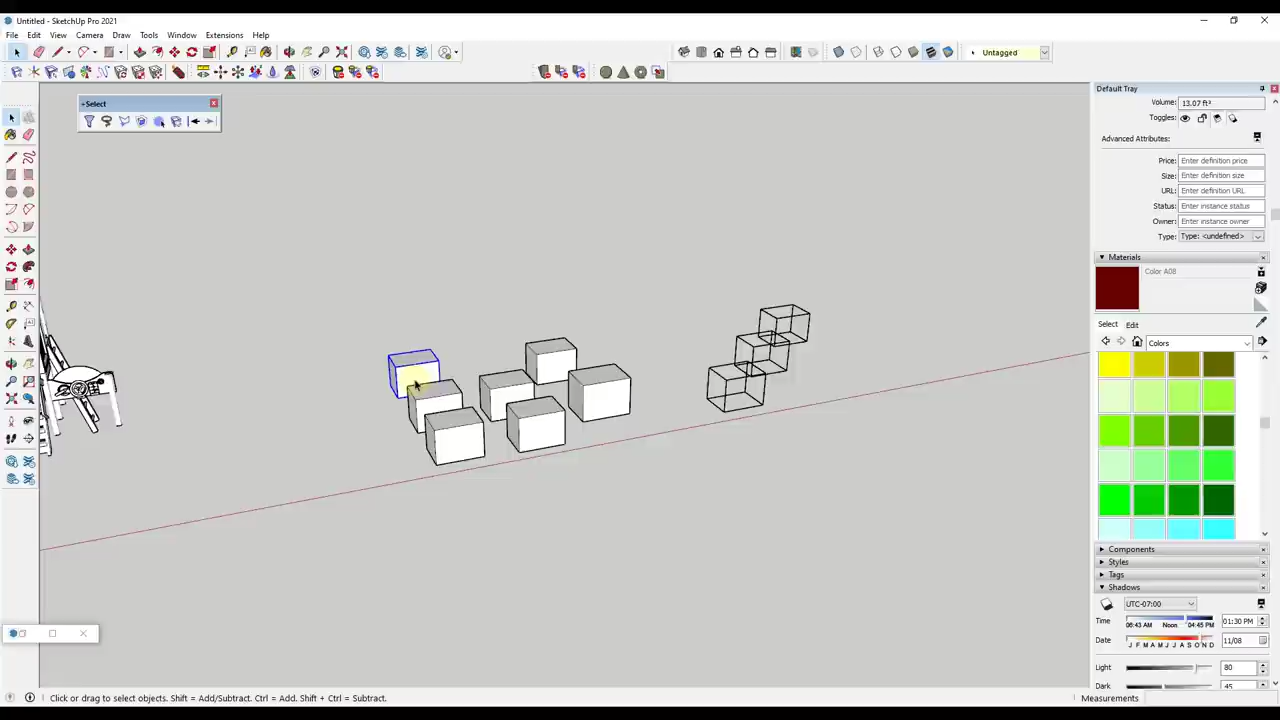 Untitled - SketchUp Pro 2021
File Edit View Camera Draw Tools Window Extensions Help
Untagged
Select
Default Tray
Volume: 13.07 ft³
Toggles:
Advanced Attributes:
Price: Enter definition price
Size: Enter definition size
URL: Enter definition URL
Status: Enter instance status
Owner: Enter instance owner
Type: Type: <undefined>
Materials
Color A08
Select Edit
Colors
Components
Styles
Tags
Shadows
UTC-07:00
Time 06:43 AM Noon 04:45 PM 01:30 PM
Date J F M A M J J A S O N D 11/08
Light 80
Dark 45
Click or drag to select objects. Shift = Add/Subtract. Ctrl = Add. Shift + Ctrl = Subtract.
Measurements